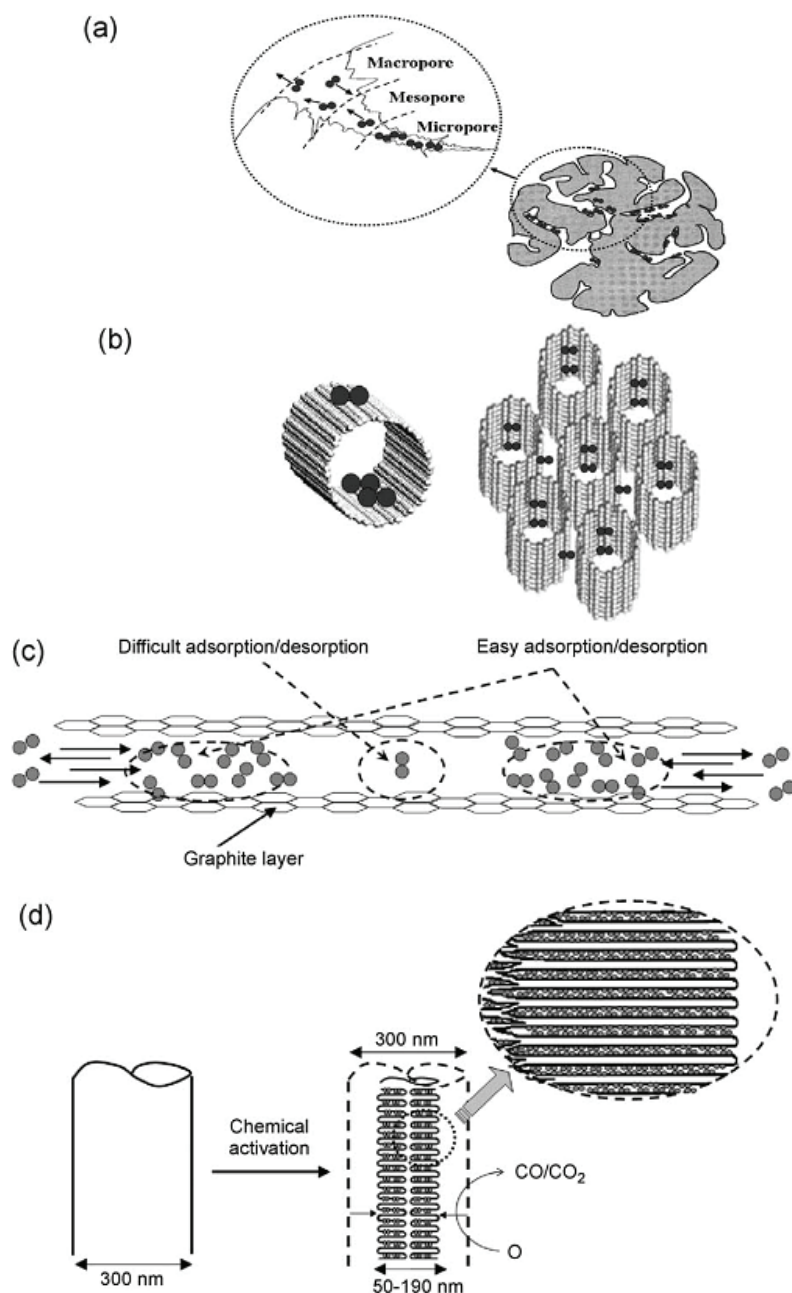 (a)
Macropore
Mesopore
Micropore
(b)
(c)
Difficult adsorption/desorption
Easy adsorption/desorption
Graphite layer
(d)
300 nm
Chemical
activation
CO/CO₂
O
300 nm
50-190 nm